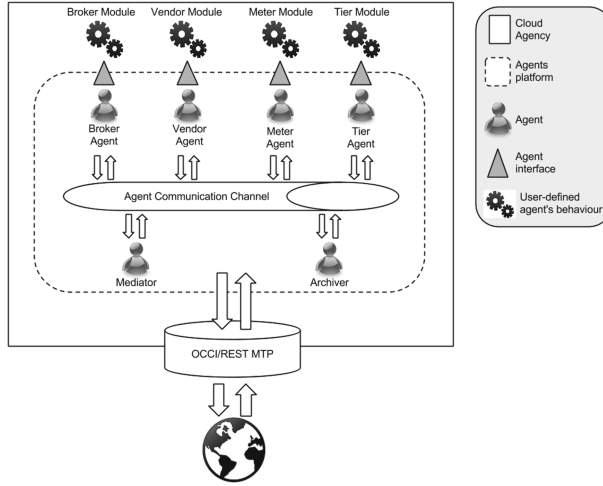 Broker Module
Vendor Module
Meter Module
Tier Module
Broker
Agent
Vendor
Agent
Meter
Agent
Tier
Agent
Agent Communication Channel
Mediator
Archiver
OCCI/REST MTP
Cloud
Agency
Agents
platform
Agent
Agent
interface
User-defined
agent's behaviour